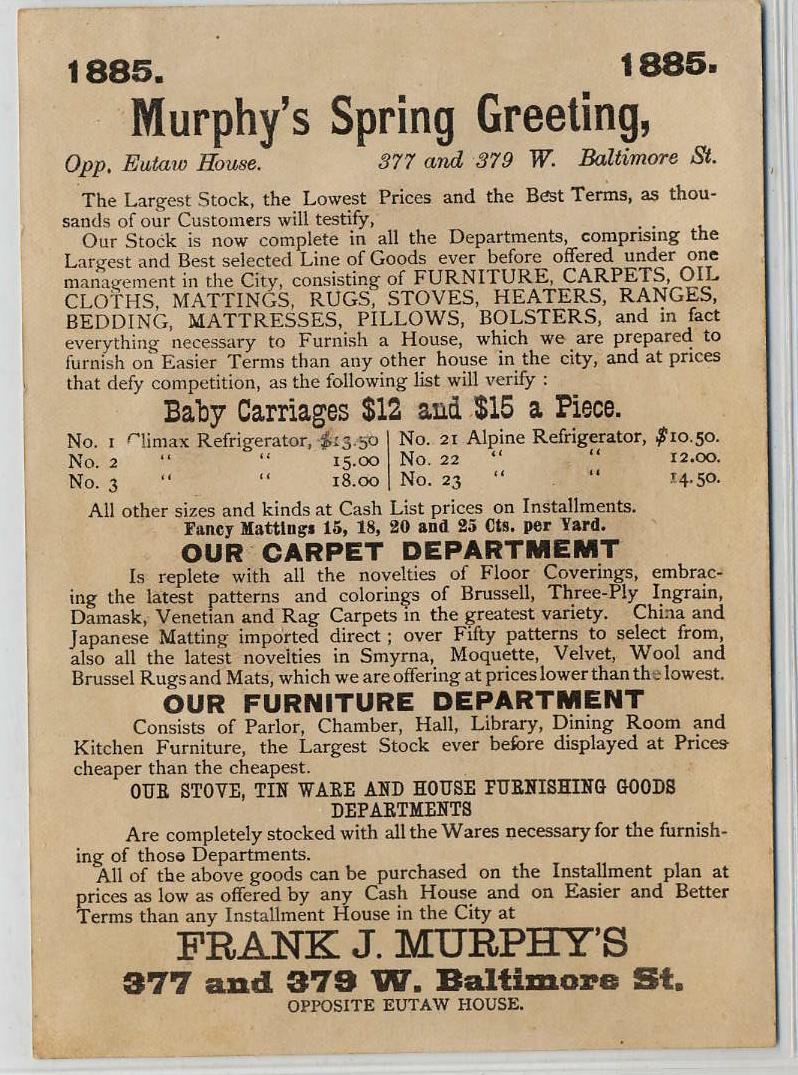 1885. 1885.
Murphy's Spring Greeting,
Opp. Eutaw House. 377 and 379 W. Baltimore St.
The Largest Stock, the Lowest Prices and the Best Terms, as thou-
sands of our Customers will testify,
Our Stock is now complete in all the Departments, comprising the
Largest and Best selected Line of Goods ever before offered under one
management in the City, consisting of FURNITURE, CARPETS, OIL
CLOTHS, MATTINGS, RUGS, STOVES, HEATERS, RANGES,
BEDDING, MATTRESSES, PILLOWS, BOLSTERS, and in fact
everything necessary to Furnish a House, which we are prepared to
furnish on Easier Terms than any other house in the city, and at prices
that defy competition, as the following list will verify :
Baby Carriages $12 and $15 a Piece.
No. 1 Climax Refrigerator, $13.50 No. 21 Alpine Refrigerator, $10.50.
No. 2 " " 15.00 No. 22 " " 12.00.
No. 3 " " 18.00 No. 23 " " 14.50.
All other sizes and kinds at Cash List prices on Installments.
Fancy Mattings 15, 18, 20 and 25 Cts. per Yard.
OUR CARPET DEPARTMEMT
Is replete with all the novelties of Floor Coverings, embrac-
ing the latest patterns and colorings of Brussell, Three-Ply Ingrain,
Damask, Venetian and Rag Carpets in the greatest variety. China and
Japanese Matting imported direct ; over Fifty patterns to select from,
also all the latest novelties in Smyrna, Moquette, Velvet, Wool and
Brussel Rugs and Mats, which we are offering at prices lower than the lowest.
OUR FURNITURE DEPARTMENT
Consists of Parlor, Chamber, Hall, Library, Dining Room and
Kitchen Furniture, the Largest Stock ever before displayed at Prices
cheaper than the cheapest.
OUR STOVE, TIN WARE AND HOUSE FURNISHING GOODS
DEPARTMENTS
Are completely stocked with all the Wares necessary for the furnish-
ing of those Departments.
All of the above goods can be purchased on the Installment plan at
prices as low as offered by any Cash House and on Easier and Better
Terms than any Installment House in the City at
FRANK J. MURPHY'S
377 and 379 W. Baltimore St.
OPPOSITE EUTAW HOUSE.